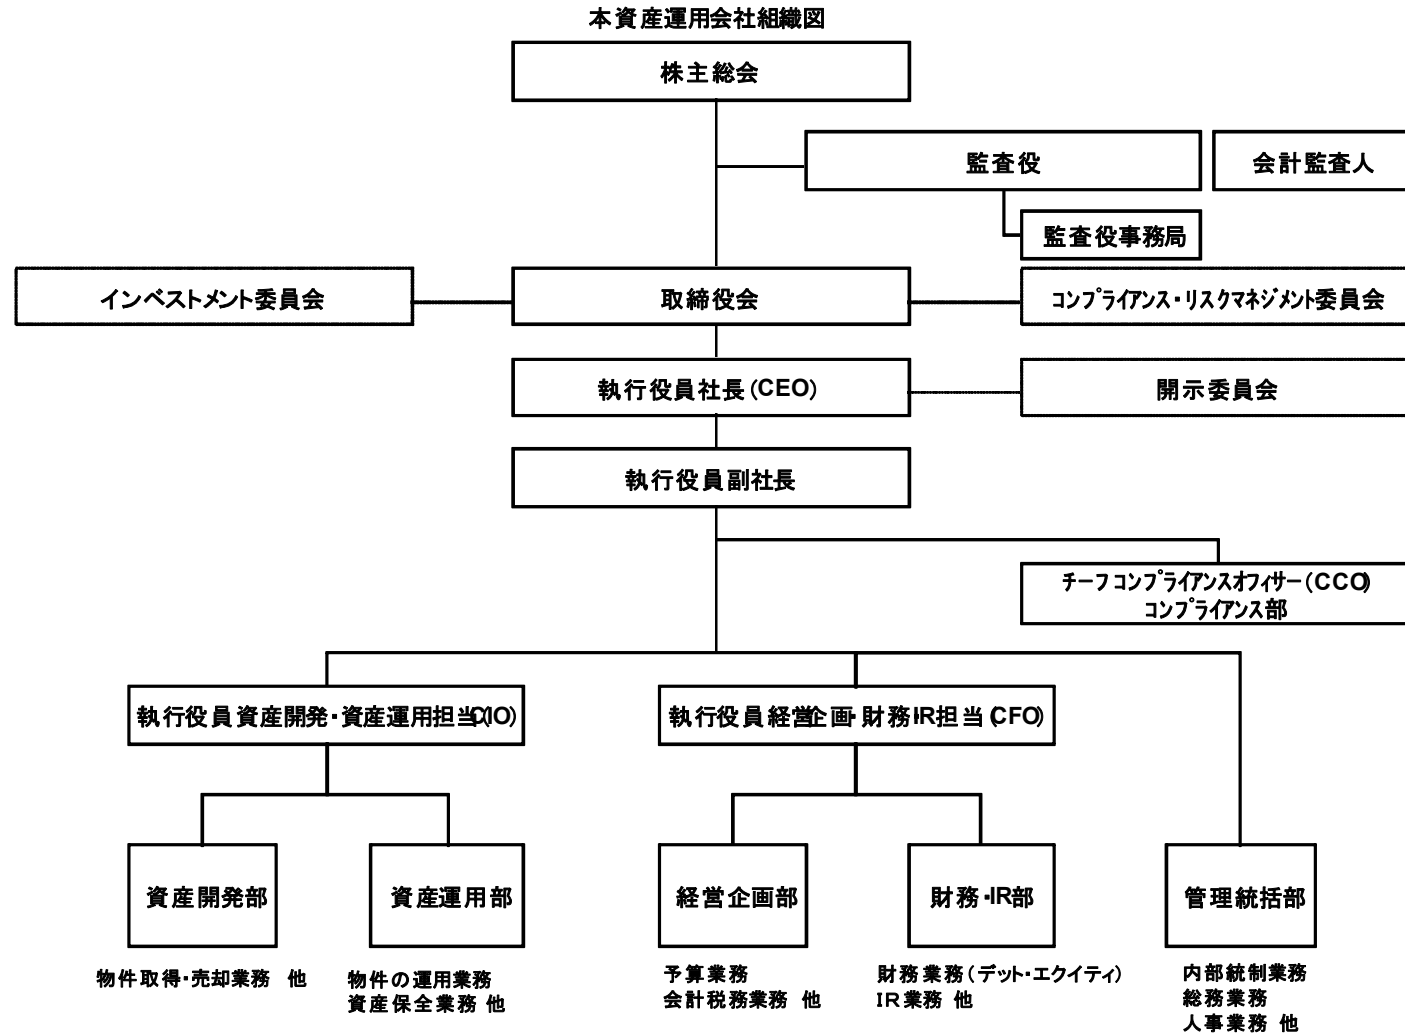 本資産運用会社組織図
株主総会
監査役
会計監査人
監査役事務局
インベストメント委員会
取締役会
コンプライアンス・リスクマネジメント委員会
執行役員社長(CEO)
開示委員会
執行役員副社長
チーフコンプライアンスオフィサー(CCO)
コンプライアンス部
執行役員資産開発・資産運用担当(CIO)
執行役員経営企画・財務IR担当(CFO)
資産開発部
資産運用部
経営企画部
財務・IR部
管理統括部
物件取得・売却業務 他
物件の運用業務
資産保全業務 他
予算業務
会計税務業務 他
財務業務(デット・エクイティ)
IR業務 他
内部統制業務
総務業務
人事業務 他